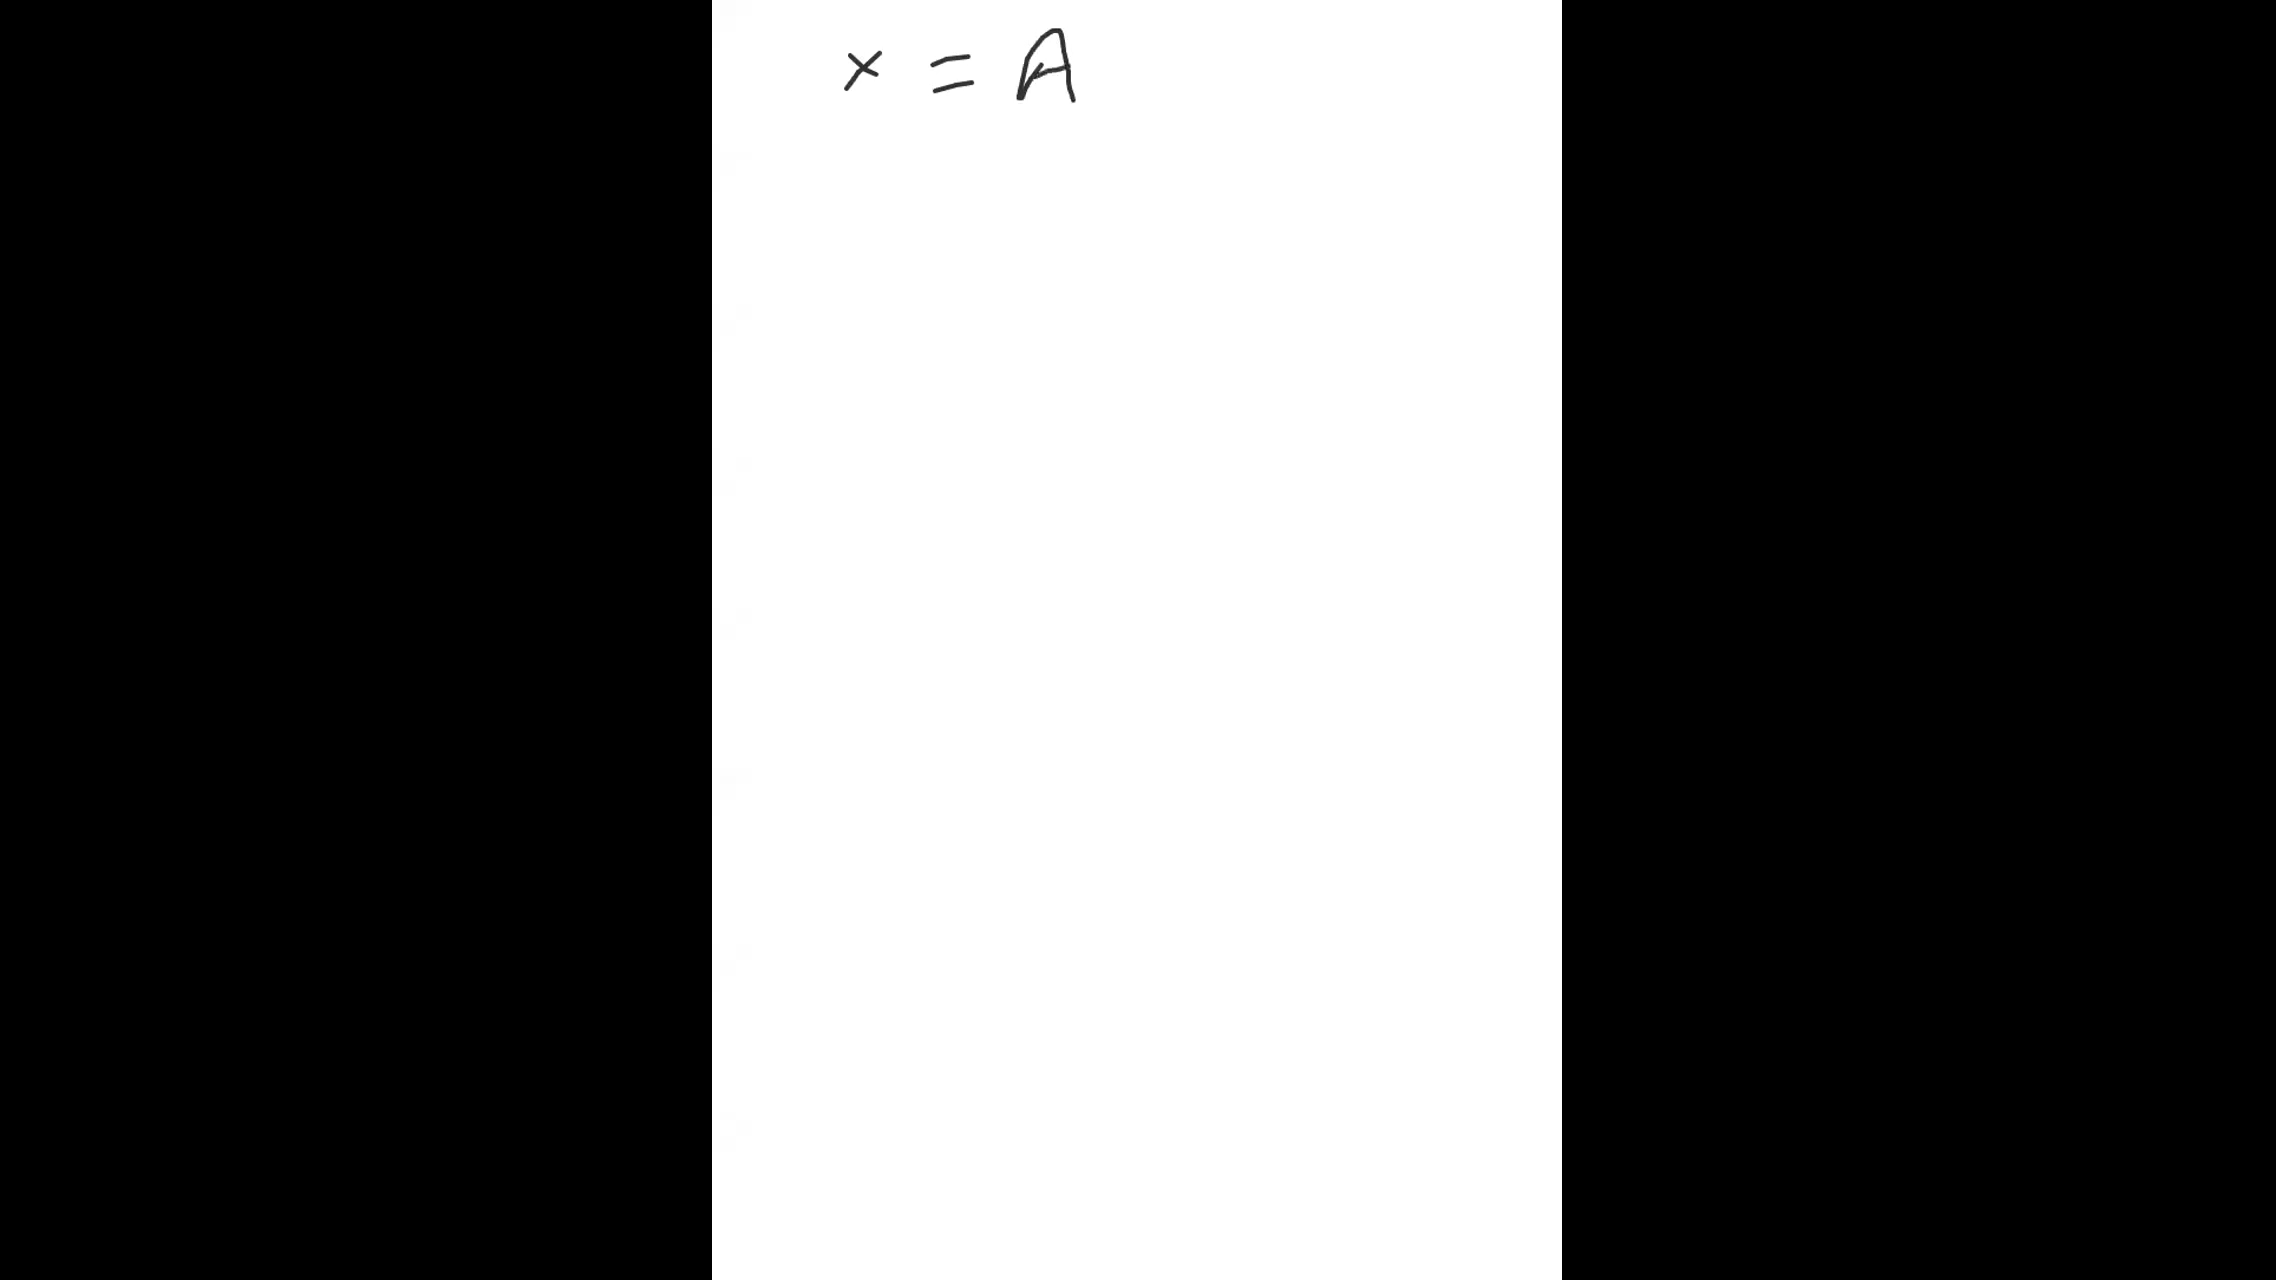 x = A